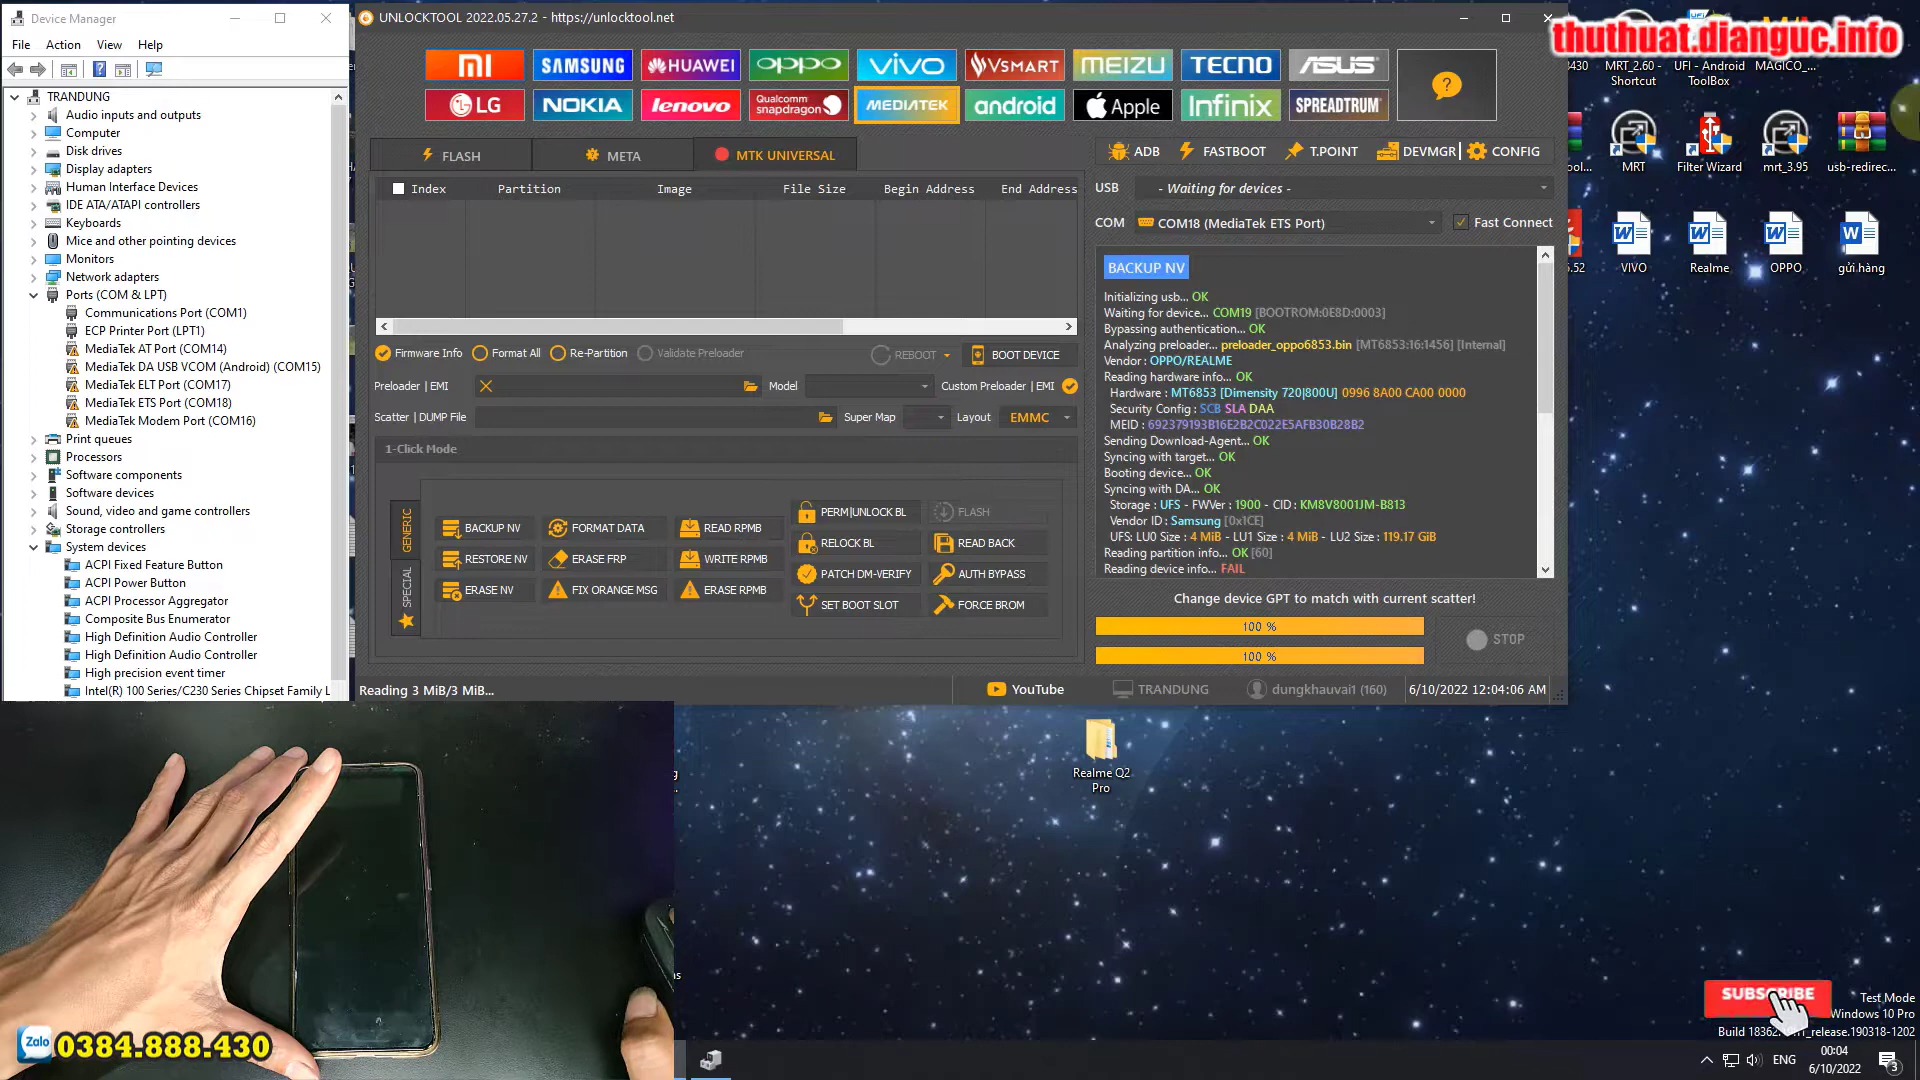 Device Manager
File Action View Help
TRANDUNG
Audio inputs and outputs
Computer
Disk drives
Display adapters
Human Interface Devices
IDE ATA/ATAPI controllers
Keyboards
Mice and other pointing devices
Monitors
Network adapters
Ports (COM & LPT)
Communications Port (COM1)
ECP Printer Port (LPT1)
MediaTek AT Port (COM14)
MediaTek DA USB VCOM (Android) (COM15)
MediaTek ELT Port (COM17)
MediaTek ETS Port (COM18)
MediaTek Modem Port (COM16)
Print queues
Processors
Software components
Software devices
Sound, video and game controllers
Storage controllers
System devices
ACPI Fixed Feature Button
ACPI Power Button
ACPI Processor Aggregator
Composite Bus Enumerator
High Definition Audio Controller
High Definition Audio Controller
High precision event timer
Intel(R) 100 Series/C230 Series Chipset Family L
UNLOCKTOOL 2022.05.27.2 - https://unlocktool.net
MI SAMSUNG HUAWEI OPPO VIVO VSMART MEIZU TECNO ASUS ?
LG NOKIA lenovo Qualcomm snapdragon MEDIATEK android Apple Infinix SPREADTRUM
FLASH META MTK UNIVERSAL
Index Partition Image File Size Begin Address End Address
Firmware Info Format All Re-Partition Validate Preloader REBOOT BOOT DEVICE
Preloader | EMI Model Custom Preloader | EMI
Scatter | DUMP File Super Map Layout EMMC
1-Click Mode
GENERIC
SPECIAL
BACKUP NV FORMAT DATA READ RPMB
RESTORE NV ERASE FRP WRITE RPMB
ERASE NV FIX ORANGE MSG ERASE RPMB
PERM|UNLOCK BL FLASH
RELOCK BL READ BACK
PATCH DM-VERIFY AUTH BYPASS
SET BOOT SLOT FORCE BROM
ADB FASTBOOT T.POINT DEVMGR CONFIG
USB - Waiting for devices -
COM COM18 (MediaTek ETS Port) Fast Connect
BACKUP NV
Initializing usb... OK
Waiting for device... COM19 [BOOTROM:0E8D:0003]
Bypassing authentication... OK
Analyzing preloader... preloader_oppo6853.bin [MT6853:16:1456] [Internal]
Vendor : OPPO/REALME
Reading hardware info... OK
Hardware : MT6853 [Dimensity 720|800U] 0996 8A00 CA00 0000
Security Config : SCB SLA DAA
MEID : 692379193B16E2B2C022E5AFB30B28B2
Sending Download-Agent... OK
Syncing with target... OK
Booting device... OK
Syncing with DA... OK
Storage : UFS - FWVer : 1900 - CID : KM8V8001JM-B813
Vendor ID : Samsung [0x1CE]
UFS: LU0 Size : 4 MiB - LU1 Size : 4 MiB - LU2 Size : 119.17 GiB
Reading partition info... OK [60]
Reading device info... FAIL
Change device GPT to match with current scatter!
100 %
100 %
STOP
Reading 3 MiB/3 MiB... YouTube TRANDUNG dungkhauvai1 (160) 6/10/2022 12:04:06 AM
thuthuat.dianguc.info
2430 MRT_2.60 - Shortcut UFI - Android ToolBox MAGICO_...
tool... MRT Filter Wizard mrt_3.95 usb-redirec...
5.52 VIVO Realme OPPO gửi hàng
Realme Q2 Pro
Zalo 0384.888.430
SUBSCRIBE
Test Mode
Windows 10 Pro
00:04
ENG
6/10/2022
3